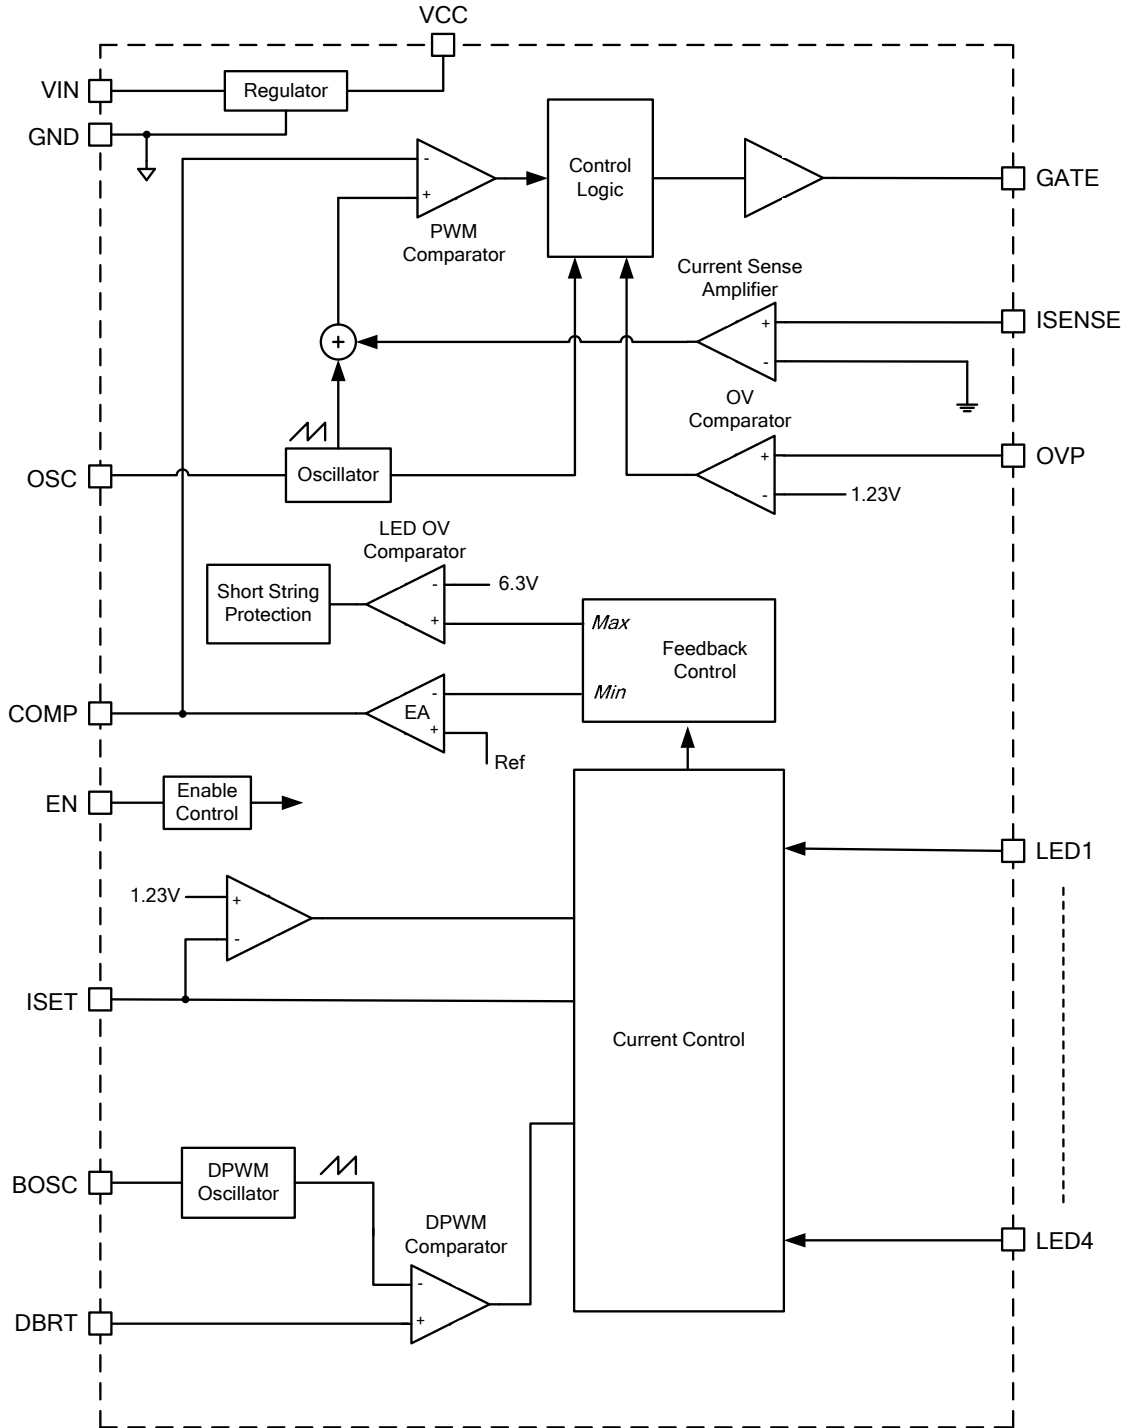 VCC
VIN
Regulator
GND
-
+
PWM
Comparator
Control
Logic
GATE
Current Sense
Amplifier
+
-
ISENSE
+
OV
Comparator
+
-
1.23V
OVP
OSC
Oscillator
LED OV
Comparator
Short String
Protection
-
+
6.3V
Max
Min
Feedback
Control
COMP
EA
-
+
Ref
EN
Enable
Control
LED1
1.23V
+
-
ISET
Current Control
BOSC
DPWM
Oscillator
DPWM
Comparator
-
+
LED4
DBRT